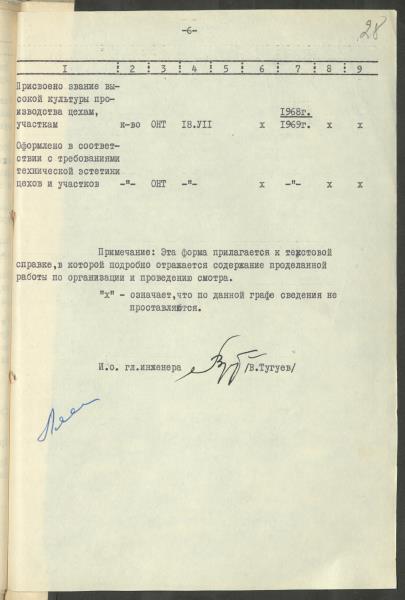 -6-
28
I : 2 : 3 : 4 : 5 : 6 : 7 : 8 : 9
Присвоено звание вы-
сокой культуры про-
изводства цехам, 1968г.
участкам к-во ОНТ 18.УII х 1969г. х х
Оформлено в соответ-
ствии с требованиями
технической эстетики
цехов и участков -"- ОНТ -"- х -"- х х
Примечание: Эта форма прилагается к текстовой
справке,в которой подробно отражается содержание проделанной
работы по организации и проведению смотра.
"х" - означает,что по данной графе сведения не
проставляются.
И.о. гл.инженера /В.Тугуев/